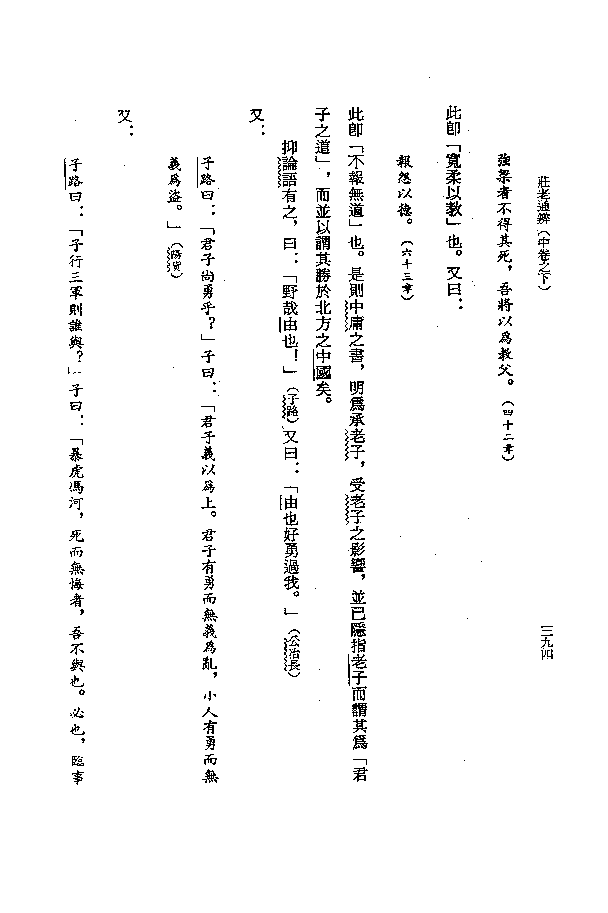 莊老通辨（中卷之下）
三九四
強梁者不得其死，吾將以爲教父。（四十二章）
此卽「寬柔以教」也。又曰：
報怨以德。（六十三章）
此卽「不報無道」也。是則中庸之書，明爲承老子，受老子之影響，並已隱指老子而謂其爲「君
子之道」，而並以謂其勝於北方之中國矣。
抑論語有之，曰：「野哉由也！」（子路）又曰：「由也好勇過我。」（公冶長）
又：
子路曰：「君子尚勇乎？」子曰：「君子義以爲上。君子有勇而無義爲亂，小人有勇而無
義爲盜。」（陽貨）
又：
子路曰：「子行三軍則誰與？」子曰：「暴虎馮河，死而無悔者，吾不與也。必也，臨事